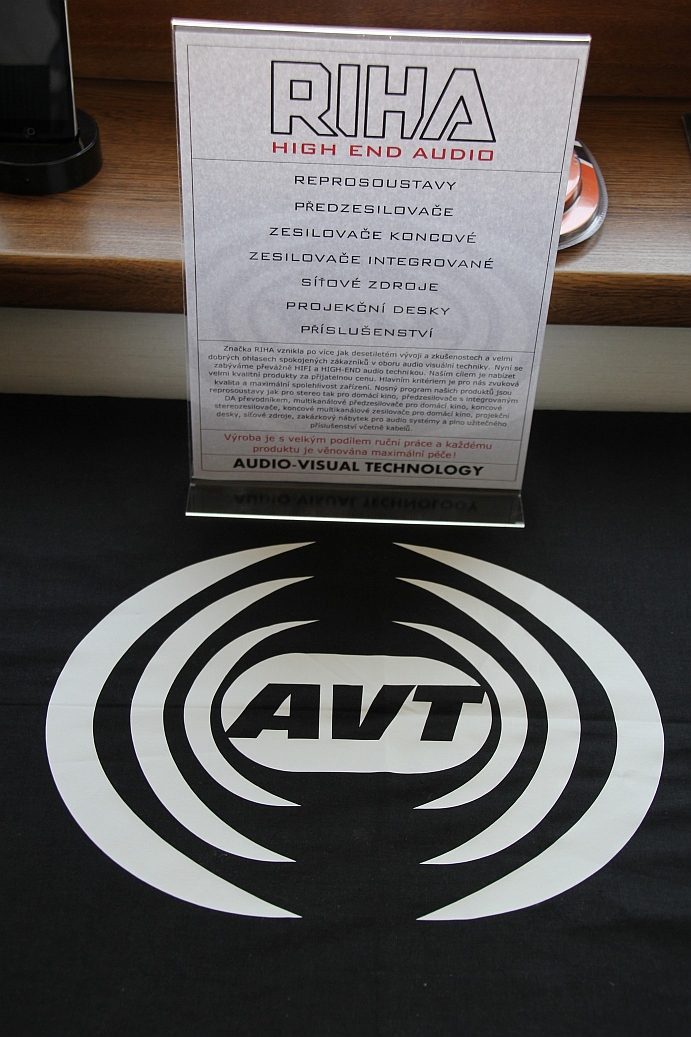 RIHA
HIGH END AUDIO
REPROSOUSTAVY
PŘEDZESILOVAČE
ZESILOVAČE KONCOVÉ
ZESILOVAČE INTEGROVANÉ
SÍŤOVÉ ZDROJE
PROJEKČNÍ DESKY
PŘÍSLUŠENSTVÍ
Značka RIHA vznikla po více jak desetiletém vývoji a zkušenostech a velmi
dobrých ohlasech spokojených zákazníků v oboru audio visuální techniky. Nyní se
zabýváme převážně HIFI a HIGH-END audio technikou. Naším cílem je nabízet
velmi kvalitní produkty za přijatelnou cenu. Hlavním kritériem je pro nás zvuková
kvalita a maximální spolehlivost zařízení. Nosný program našich produktů jsou
reprosoustavy jak pro stereo tak pro domácí kino, předzesilovače s integrovaným
DA převodníkem, multikanálové předzesilovače pro domácí kino, koncové
stereozesilovače, koncové multikanálové zesilovače pro domácí kino, projekční
desky, síťové zdroje, zakázkový nábytek pro audio systémy a plno užitečného
příslušenství včetně kabelů.
Výroba je s velkým podílem ruční práce a každému
produktu je věnována maximální péče!
AUDIO-VISUAL TECHNOLOGY
AVT